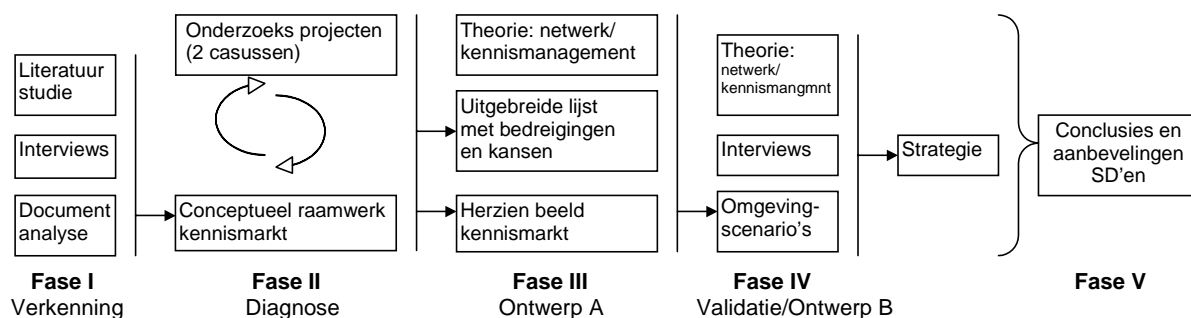 Literatuur
studie
Interviews
Document
analyse
Onderzoeks projecten
(2 casussen)
Conceptueel raamwerk
kennismarkt
Theorie: netwerk/
kennismanagement
Uitgebreide lijst
met bedreigingen
en kansen
Herzien beeld
kennismarkt
Theorie:
netwerk/
kennismangmnt
Interviews
Omgeving-
scenario's
Strategie
Conclusies en
aanbevelingen
SD'en
Fase I
Verkenning
Fase II
Diagnose
Fase III
Ontwerp A
Fase IV
Validatie/Ontwerp B
Fase V